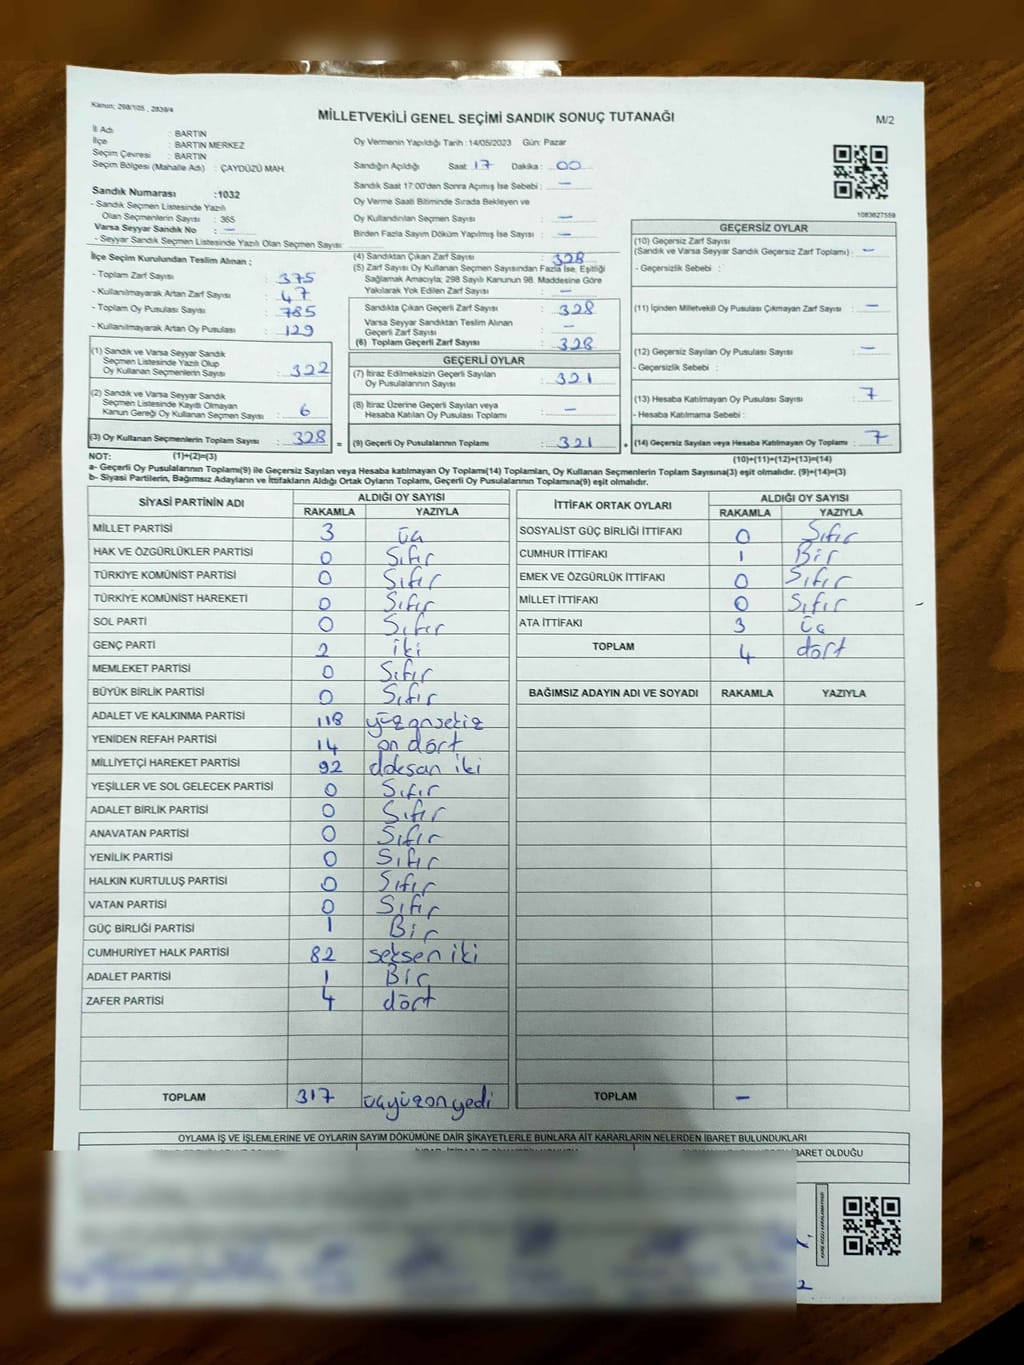 Kanun; 298/105 , 2839/4
MİLLETVEKİLİ GENEL SEÇİMİ SANDIK SONUÇ TUTANAĞI
M/2
İl Adı : BARTIN
İlçe : BARTIN MERKEZ
Seçim Çevresi : BARTIN
Seçim Bölgesi (Mahalle Adı) : ÇAYDÜZÜ MAH.
Sandık Numarası :1032
- Sandık Seçmen Listesinde Yazılı
Olan Seçmenlerin Sayısı : 365
Varsa Seyyar Sandık No : –
- Seyyar Sandık Seçmen Listesinde Yazılı Olan Seçmen Sayısı:
İlçe Seçim Kurulundan Teslim Alınan ;
- Toplam Zarf Sayısı : 375
- Kullanılmayarak Artan Zarf Sayısı : 47
- Toplam Oy Pusulası Sayısı : 785
- Kullanılmayarak Artan Oy Pusulası : 129
(1) Sandık ve Varsa Seyyar Sandık
Seçmen Listesinde Yazılı Olup
Oy Kullanan Seçmenlerin Sayısı : 322
(2) Sandık ve Varsa Seyyar Sandık
Seçmen Listesinde Kayıtlı Olmayan
Kanun Gereği Oy Kullanan Seçmen Sayısı : 6
(3) Oy Kullanan Seçmenlerin Toplam Sayısı : 328 =
Oy Vermenin Yapıldığı Tarih :14/05/2023 Gün: Pazar
Sandığın Açıldığı Saat: 17 Dakika : 00
Sandık Saat 17:00'den Sonra Açımış İse Sebebi : –
Oy Verme Saati Bitiminde Sırada Bekleyen ve
Oy Kullandırılan Seçmen Sayısı : –
Birden Fazla Sayım Döküm Yapılmış İse Sayısı : –
(4) Sandıktan Çıkan Zarf Sayısı : 328
(5) Zarf Sayısı Oy Kullanan Seçmen Sayısından Fazla İse, Eşitliği
Sağlamak Amacıyla; 298 Sayılı Kanunun 98. Maddesine Göre
Yakılarak Yok Edilen Zarf Sayısı : –
Sandıkta Çıkan Geçerli Zarf Sayısı : 328
Varsa Seyyar Sandıktan Teslim Alınan
Geçerli Zarf Sayısı : –
(6) Toplam Geçerli Zarf Sayısı : 328
GEÇERLİ OYLAR
(7) İtiraz Edilmeksizin Geçerli Sayılan
Oy Pusulalarının Sayısı : 321
(8) İtiraz Üzerine Geçerli Sayılan veya
Hesaba Katılan Oy Pusulası Toplamı : –
(9) Geçerli Oy Pusulalarının Toplamı : 321 +
1083627559
GEÇERSİZ OYLAR
(10) Geçersiz Zarf Sayısı
(Sandık ve Varsa Seyyar Sandık Geçersiz Zarf Toplamı) : –
- Geçersizlik Sebebi :
(11) İçinden Milletvekili Oy Pusulası Çıkmayan Zarf Sayısı : –
(12) Geçersiz Sayılan Oy Pusulası Sayısı : –
- Geçersizlik Sebebi :
(13) Hesaba Katılmayan Oy Pusulası Sayısı : 7
- Hesaba Katılmama Sebebi :
(14) Geçersiz Sayılan veya Hesaba Katılmayan Oy Toplamı : 7
NOT: (1)+(2)=(3) (10)+(11)+(12)+(13)=(14)
a- Geçerli Oy Pusulalarının Toplamı(9) ile Geçersiz Sayılan veya Hesaba katılmayan Oy Toplamı(14) Toplamları, Oy Kullanan Seçmenlerin Toplam Sayısına(3) eşit olmalıdır. (9)+(14)=(3)
b- Siyasi Partilerin, Bağımsız Adayların ve İttifakların Aldığı Ortak Oyların Toplamı, Geçerli Oy Pusulalarının Toplamına(9) eşit olmalıdır.
SİYASİ PARTİNİN ADI ALDIĞI OY SAYISI
RAKAMLA YAZIYLA
MİLLET PARTİSİ 3 üç
HAK VE ÖZGÜRLÜKLER PARTİSİ 0 Sıfır
TÜRKİYE KOMÜNİST PARTİSİ 0 Sıfır
TÜRKİYE KOMÜNİST HAREKETİ 0 Sıfır
SOL PARTİ 0 Sıfır
GENÇ PARTİ 2 iki
MEMLEKET PARTİSİ 0 Sıfır
BÜYÜK BİRLİK PARTİSİ 0 Sıfır
ADALET VE KALKINMA PARTİSİ 118 yüzonsekiz
YENİDEN REFAH PARTİSİ 14 on dört
MİLLİYETÇİ HAREKET PARTİSİ 92 doksan iki
YEŞİLLER VE SOL GELECEK PARTİSİ 0 Sıfır
ADALET BİRLİK PARTİSİ 0 Sıfır
ANAVATAN PARTİSİ 0 Sıfır
YENİLİK PARTİSİ 0 Sıfır
HALKIN KURTULUŞ PARTİSİ 0 Sıfır
VATAN PARTİSİ 0 Sıfır
GÜÇ BİRLİĞİ PARTİSİ 1 Bir
CUMHURİYET HALK PARTİSİ 82 seksen iki
ADALET PARTİSİ 1 Bir
ZAFER PARTİSİ 4 dört
TOPLAM 317 üçyüzonyedi
İTTİFAK ORTAK OYLARI ALDIĞI OY SAYISI
RAKAMLA YAZIYLA
SOSYALİST GÜÇ BİRLİĞİ İTTİFAKI 0 Sıfır
CUMHUR İTTİFAKI 1 Bir
EMEK VE ÖZGÜRLÜK İTTİFAKI 0 Sıfır
MİLLET İTTİFAKI 0 Sıfır
ATA İTTİFAKI 3 üç
TOPLAM 4 dört
BAĞIMSIZ ADAYIN ADI VE SOYADI RAKAMLA YAZIYLA
TOPLAM –
OYLAMA İŞ VE İŞLEMLERİNE VE OYLARIN SAYIM DÖKÜMÜNE DAİR ŞİKAYETLERLE BUNLARA AİT KARARLARIN NELERDEN İBARET BULUNDUKLARI
İBARET OLDUĞU